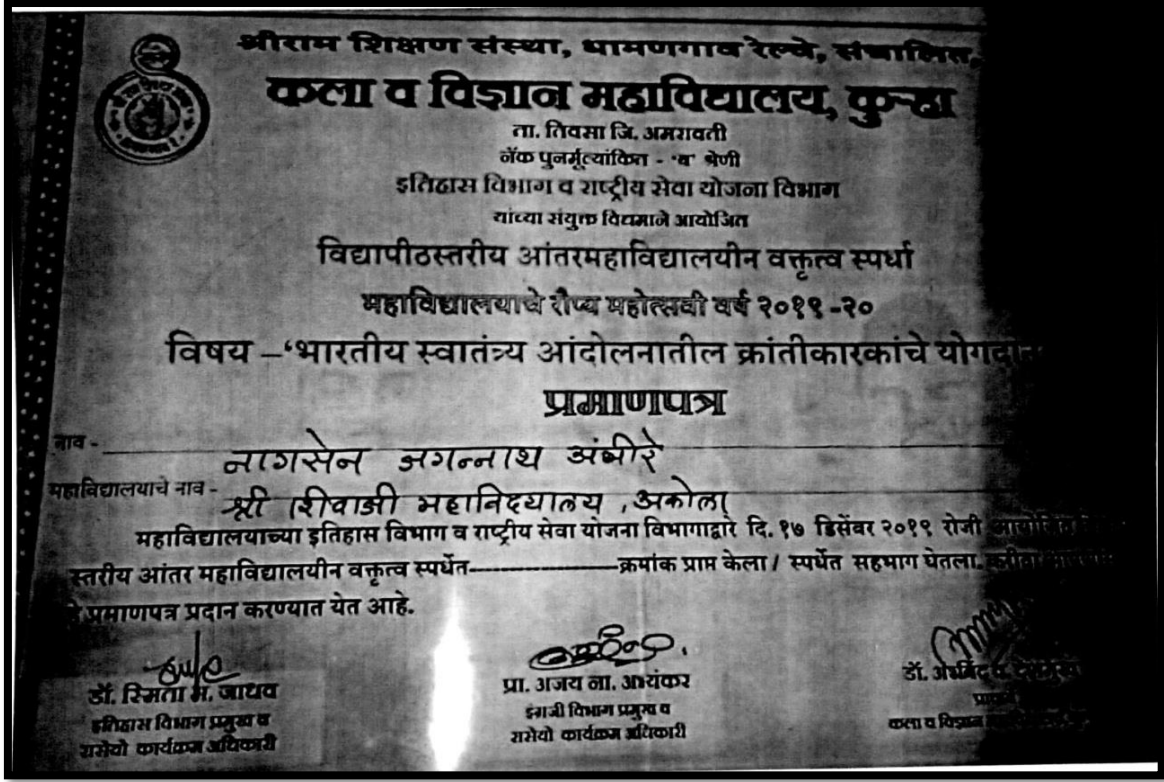 श्रीराम शिक्षण संस्था, धामणगाव रेल्वे, संचालित,
कला व विज्ञान महाविद्यालय, कुऱ्हा
ता. तिवसा जि. अमरावती
नॅक पुनर्मूल्यांकित - 'ब' श्रेणी
इतिहास विभाग व राष्ट्रीय सेवा योजना विभाग
यांच्या संयुक्त विद्यमाने आयोजित
विद्यापीठस्तरीय आंतरमहाविद्यालयीन वक्तृत्व स्पर्धा
महाविद्यालयाचे रौप्य महोत्सवी वर्ष २०१९-२०
विषय –'भारतीय स्वातंत्र्य आंदोलनातील क्रांतीकारकांचे योगदान
प्रमाणपत्र
नाव - नागसेन जगन्नाथ अंभीरे
महाविद्यालयाचे नाव - श्री शिवाजी महाविद्यालय, अकोला
महाविद्यालयाच्या इतिहास विभाग व राष्ट्रीय सेवा योजना विभागाद्वारे दि. १७ डिसेंबर २०१९ रोजी आयोजित
स्तरीय आंतर महाविद्यालयीन वक्तृत्व स्पर्धेत------------------क्रमांक प्राप्त केला / स्पर्धेत सहभाग घेतला. करीता
प्रमाणपत्र प्रदान करण्यात येत आहे.
डॉ. स्मिता म. जाधव
इतिहास विभाग प्रमुख व
रासेयो कार्यक्रम अधिकारी
प्रा. अजय ना. अभ्यंकर
इंग्रजी विभाग प्रमुख व
रासेयो कार्यक्रम अधिकारी
डॉ.
कला व विज्ञान